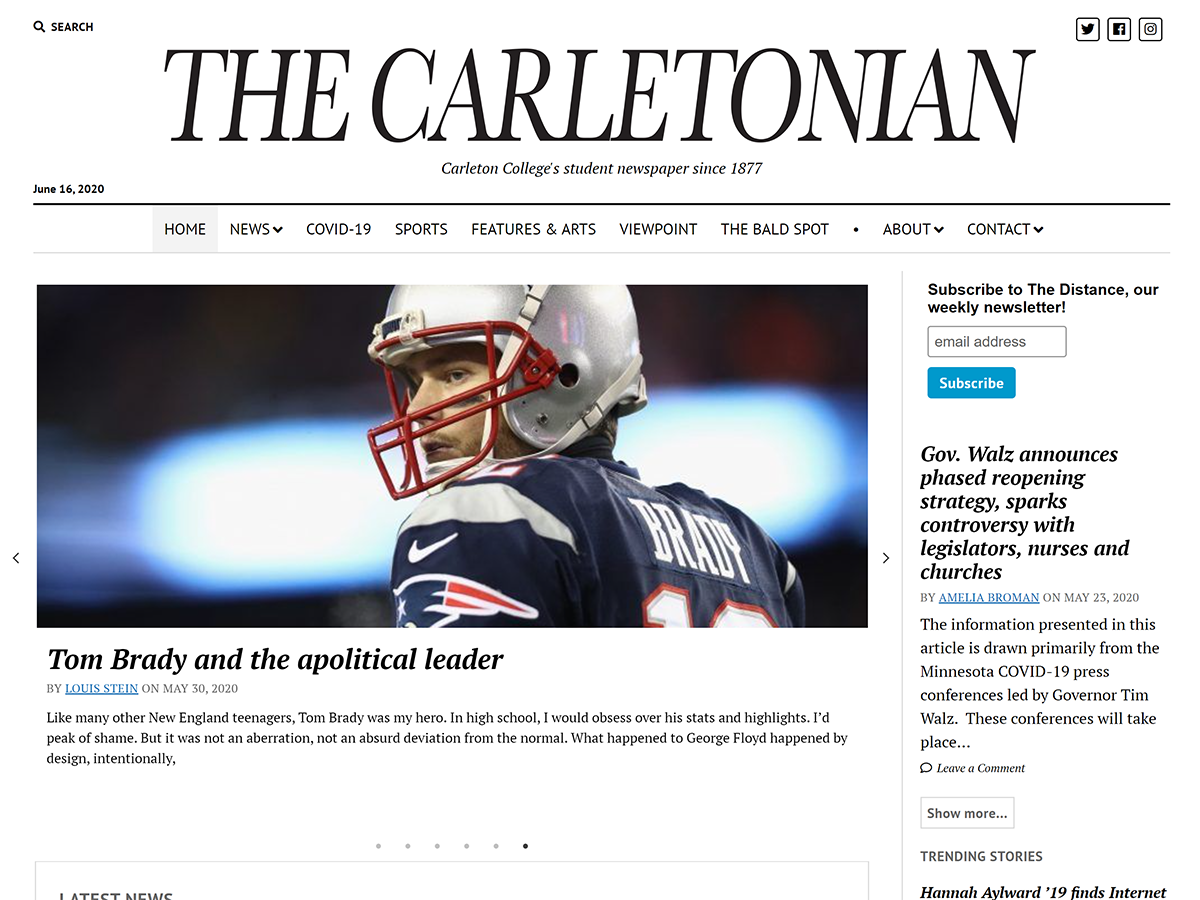 SEARCH
THE CARLETONIAN
Carleton College's student newspaper since 1877
June 16, 2020
HOME NEWS COVID-19 SPORTS FEATURES & ARTS VIEWPOINT THE BALD SPOT • ABOUT CONTACT
BRADY
12
Tom Brady and the apolitical leader
BY LOUIS STEIN ON MAY 30, 2020
Like many other New England teenagers, Tom Brady was my hero. In high school, I would obsess over his stats and highlights. I’d
peak of shame. But it was not an aberration, not an absurd deviation from the normal. What happened to George Floyd happened by
design, intentionally,
LATEST NEWS
Subscribe to The Distance, our
weekly newsletter!
email address
Subscribe
Gov. Walz announces
phased reopening
strategy, sparks
controversy with
legislators, nurses and
churches
BY AMELIA BROMAN ON MAY 23, 2020
The information presented in this
article is drawn primarily from the
Minnesota COVID-19 press
conferences led by Governor Tim
Walz.  These conferences will take
place…
Leave a Comment
Show more...
TRENDING STORIES
Hannah Aylward ’19 finds Internet